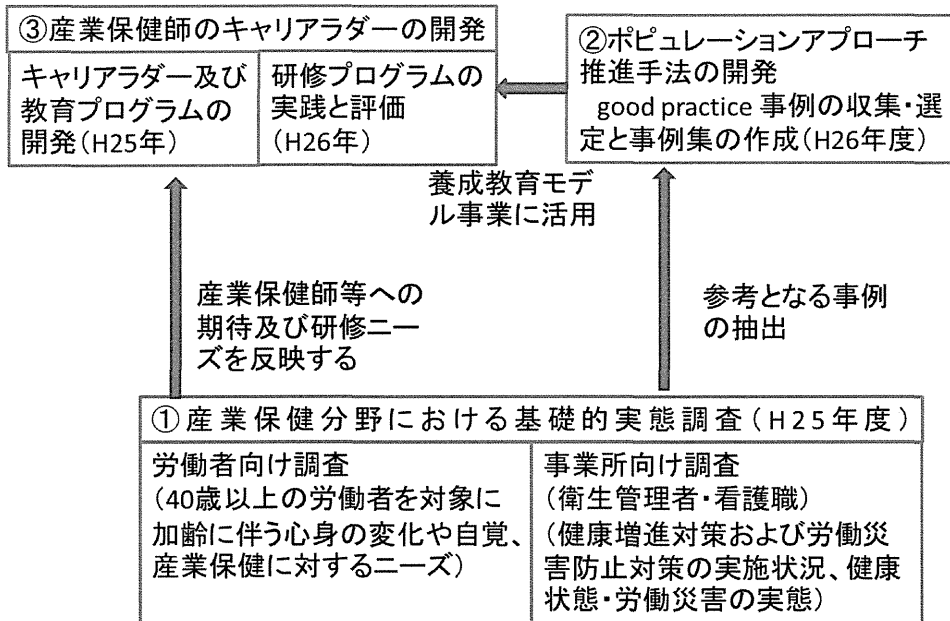 ③産業保健師のキャリアラダーの開発
キャリアラダー及び
教育プログラムの
開発(H25年)
研修プログラムの
実践と評価
(H26年)
②ポピュレーションアプローチ
推進手法の開発
good practice 事例の収集・選
定と事例集の作成(H26年度)
養成教育モデ
ル事業に活用
産業保健師等への
期待及び研修ニー
ズを反映する
参考となる事例
の抽出
①産業保健分野における基礎的実態調査(H25年度)
労働者向け調査
(40歳以上の労働者を対象に
加齢に伴う心身の変化や自覚、
産業保健に対するニーズ)
事業所向け調査
(衛生管理者・看護職)
(健康増進対策および労働災
害防止対策の実施状況、健康
状態・労働災害の実態)